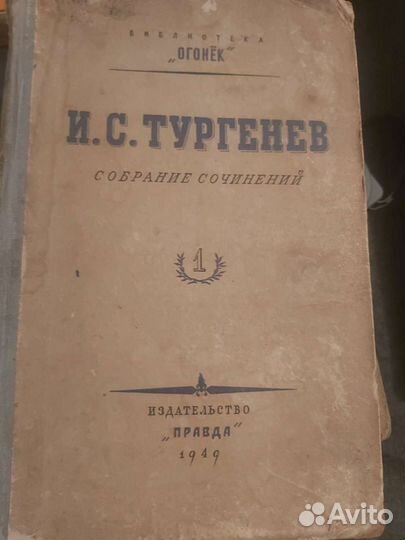 БИБЛИОТЕКА
„ОГОНЁК“
И.С.ТУРГЕНЕВ
СОБРАНИЕ СОЧИНЕНИЙ
1
ИЗДАТЕЛЬСТВО
„ПРАВДА“
1949
Avito